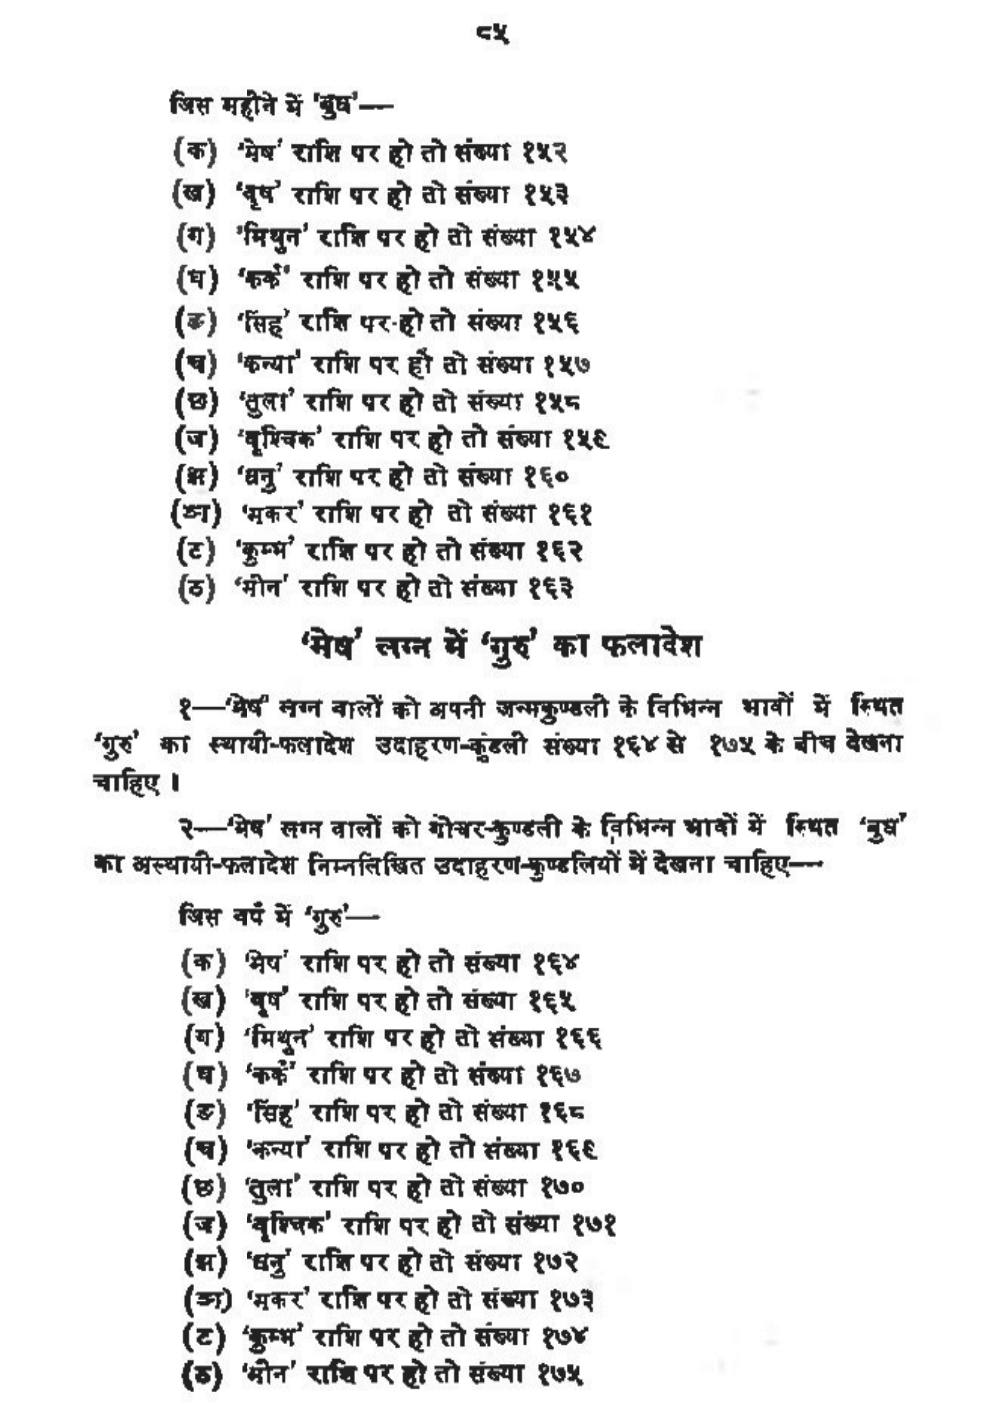 ८५
जिस महीने में 'बुध'—
(क) 'मेष' राशि पर हो तो संख्या १५२
(ख) 'वृष' राशि पर हो तो संख्या १५३
(ग) 'मिथुन' राशि पर हो तो संख्या १५४
(घ) 'कर्क' राशि पर हो तो संख्या १५५
(ङ) 'सिंह' राशि पर हो तो संख्या १५६
(च) 'कन्या' राशि पर हो तो संख्या १५७
(छ) 'तुला' राशि पर हो तो संख्या १५८
(ज) 'वृश्चिक' राशि पर हो तो संख्या १५९
(झ) 'धनु' राशि पर हो तो संख्या १६०
(ञ) 'मकर' राशि पर हो तो संख्या १६१
(ट) 'कुम्भ' राशि पर हो तो संख्या १६२
(ठ) 'मीन' राशि पर हो तो संख्या १६३
'मेष' लग्न में 'गुरु' का फलादेश
१—'मेष' लग्न वालों को अपनी जन्मकुण्डली के विभिन्न भावों में स्थित
'गुरु' का स्थायी-फलादेश उदाहरण-कुंडली संख्या १६४ से १७५ के बीच देखना
चाहिए ।
२—'मेष' लग्न वालों को गोचर-कुण्डली के विभिन्न भावों में स्थित 'बुध'
का अस्थायी-फलादेश निम्नलिखित उदाहरण-कुण्डलियों में देखना चाहिए—
जिस वर्ष में 'गुरु'—
(क) 'मेष' राशि पर हो तो संख्या १६४
(ख) 'वृष' राशि पर हो तो संख्या १६५
(ग) 'मिथुन' राशि पर हो तो संख्या १६६
(घ) 'कर्क' राशि पर हो तो संख्या १६७
(ङ) 'सिंह' राशि पर हो तो संख्या १६८
(च) 'कन्या' राशि पर हो तो संख्या १६९
(छ) 'तुला' राशि पर हो तो संख्या १७०
(ज) 'वृश्चिक' राशि पर हो तो संख्या १७१
(झ) 'धनु' राशि पर हो तो संख्या १७२
(ञ) 'मकर' राशि पर हो तो संख्या १७३
(ट) 'कुम्भ' राशि पर हो तो संख्या १७४
(ठ) 'मीन' राशि पर हो तो संख्या १७५